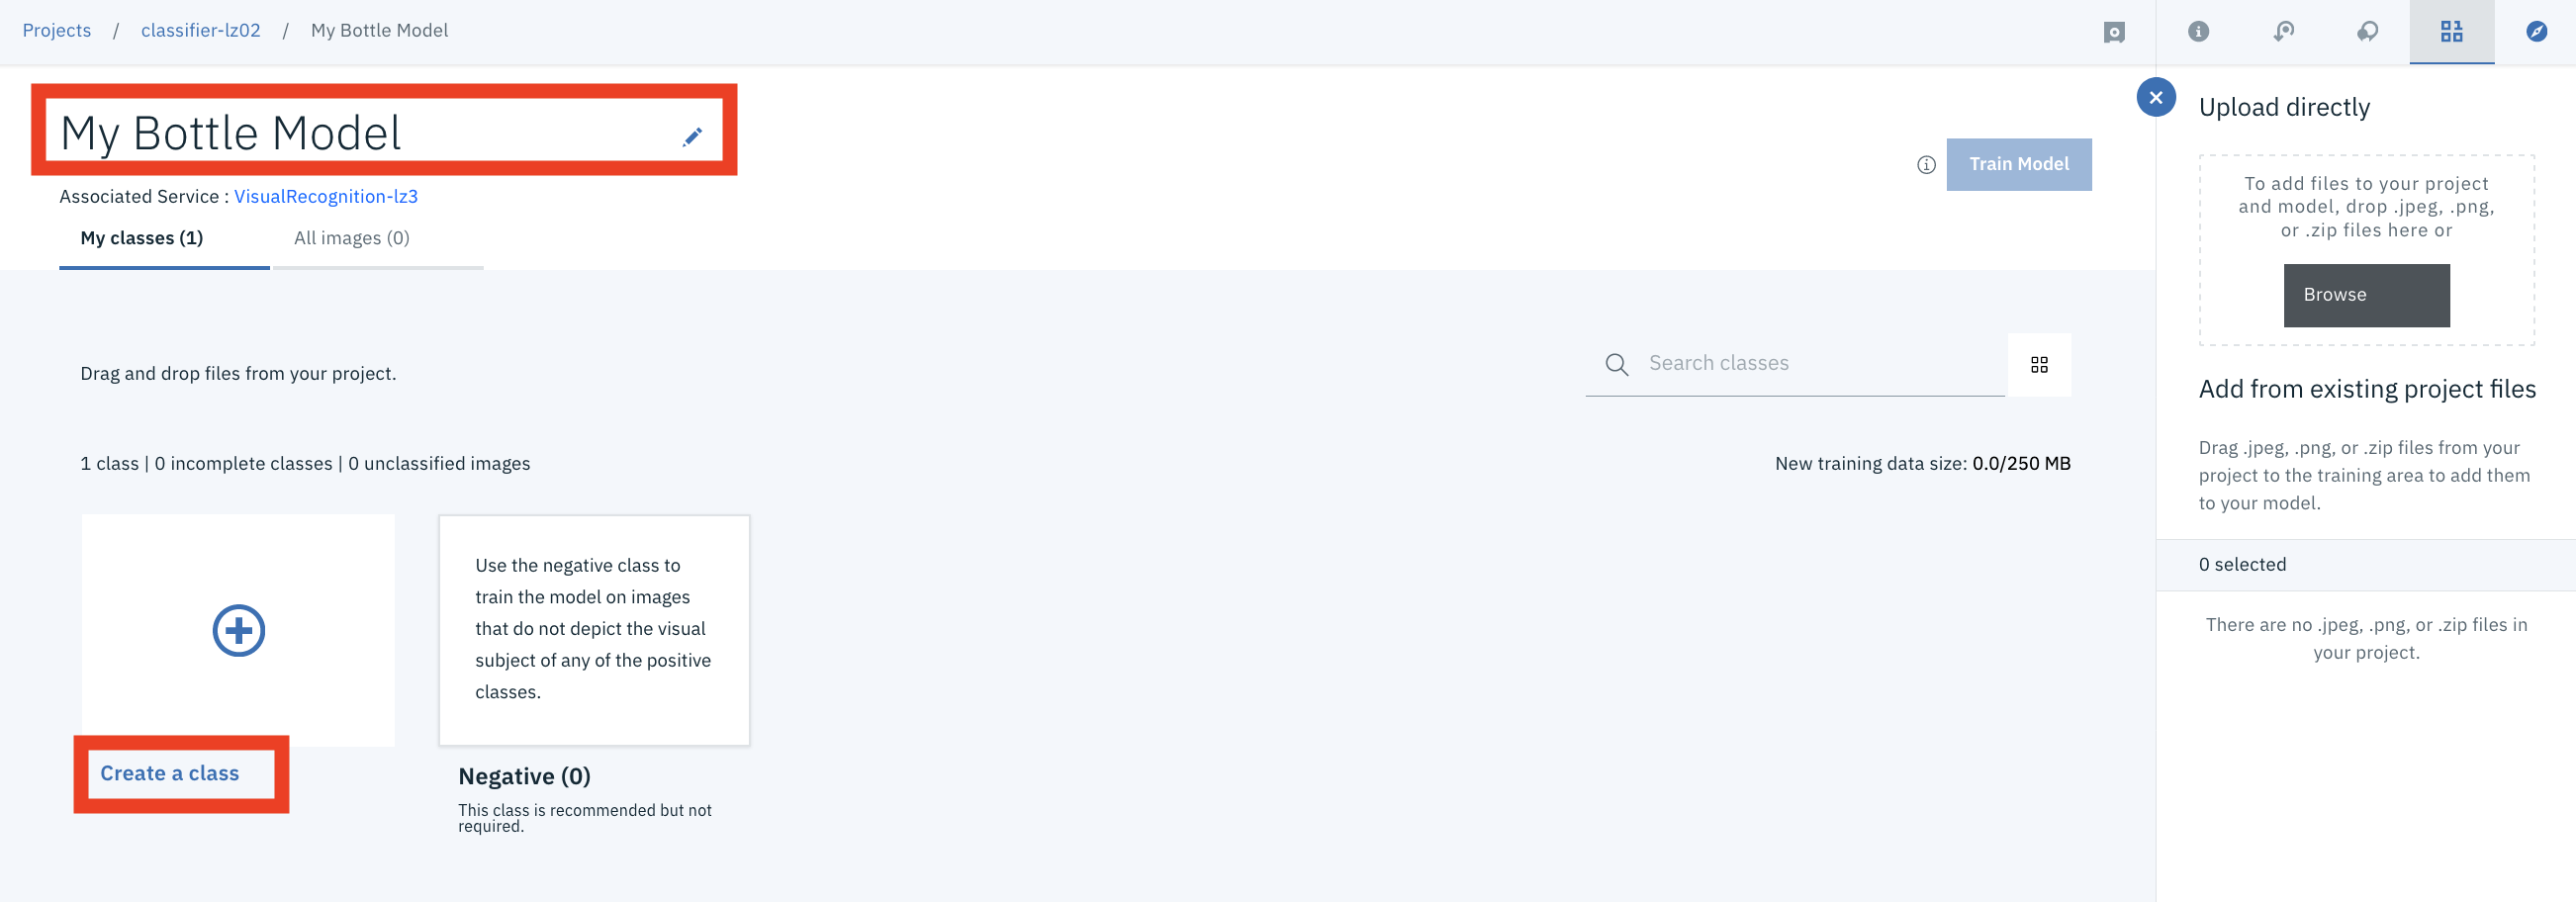 Projects / classifier-lz02 / My Bottle Model
My Bottle Model
Associated Service : VisualRecognition-lz3
Train Model
My classes (1)
All images (0)
Drag and drop files from your project.
Search classes
1 class | 0 incomplete classes | 0 unclassified images
New training data size: 0.0/250 MB
Create a class
Use the negative class to
train the model on images
that do not depict the visual
subject of any of the positive
classes.
Negative (0)
This class is recommended but not
required.
Upload directly
To add files to your project
and model, drop .jpeg, .png,
or .zip files here or
Browse
Add from existing project files
Drag .jpeg, .png, or .zip files from your
project to the training area to add them
to your model.
0 selected
There are no .jpeg, .png, or .zip files in
your project.